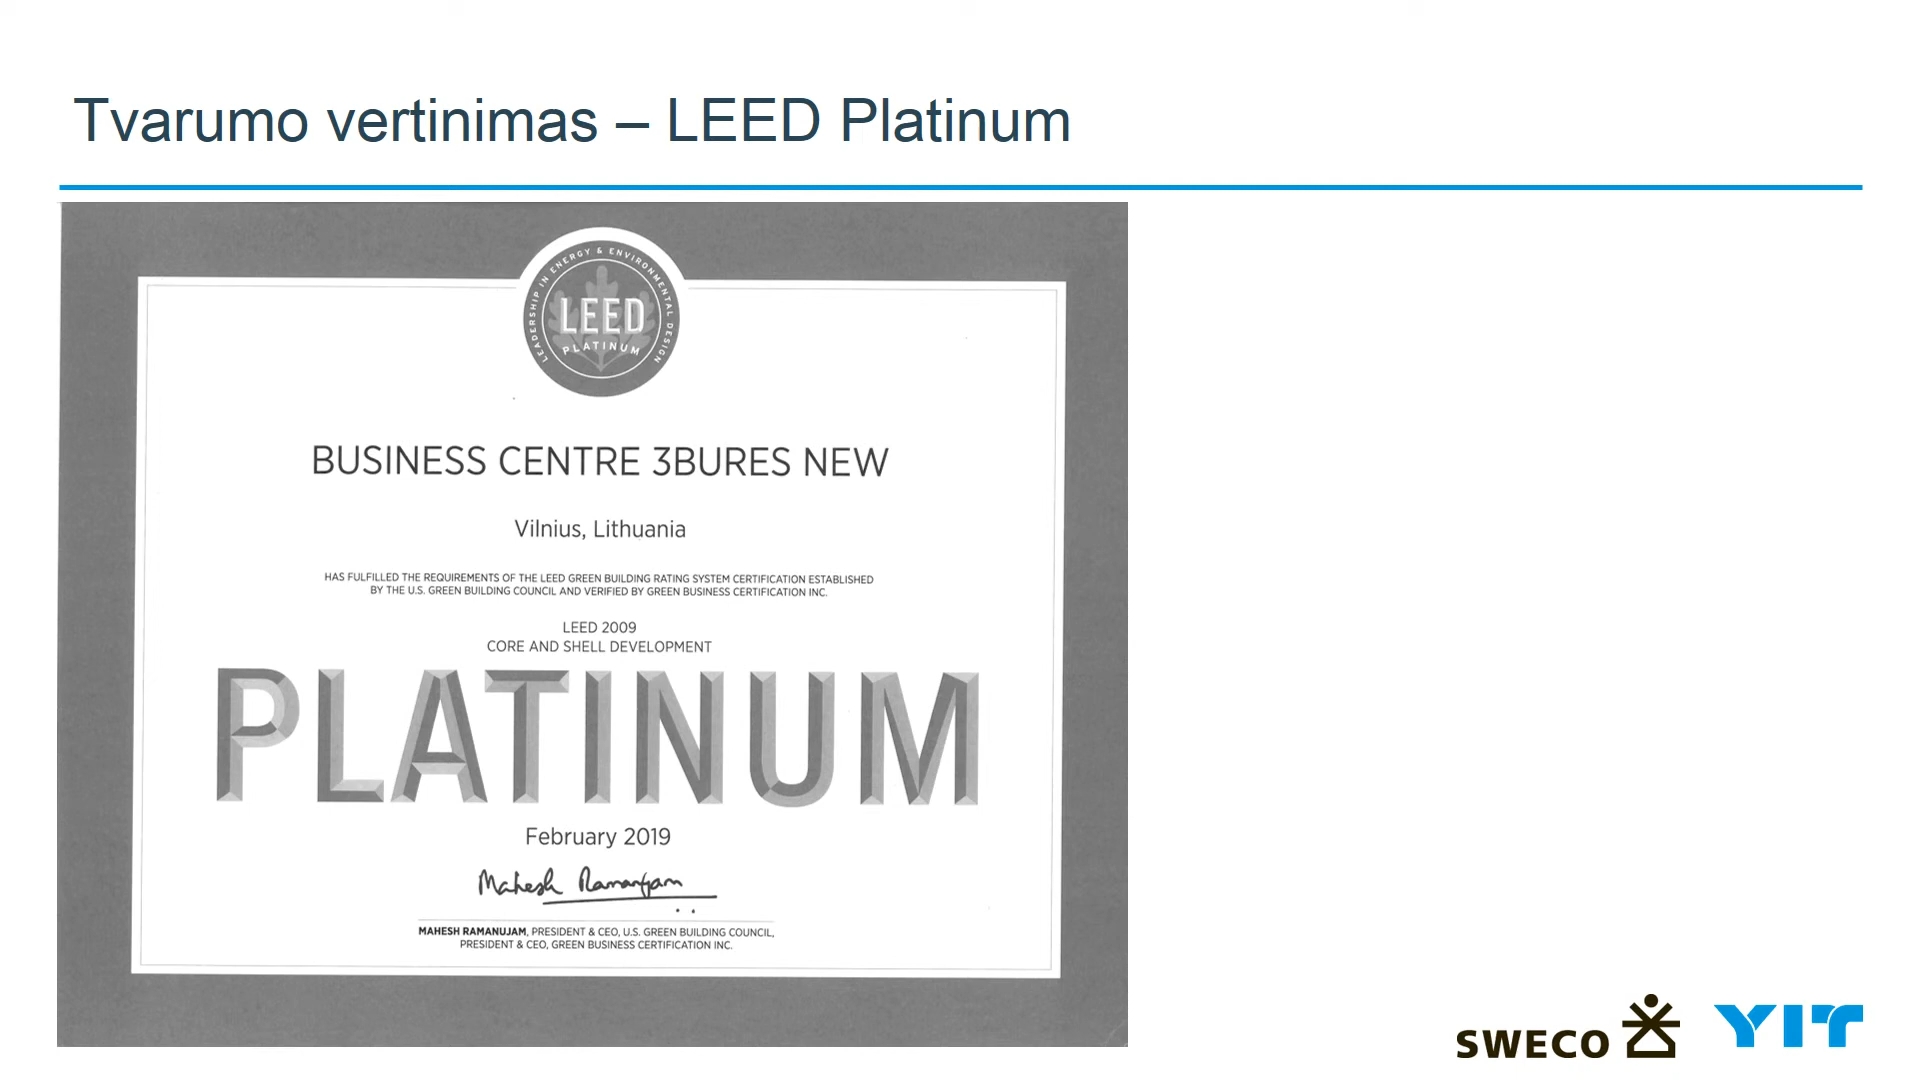 Tvarumo vertinimas – LEED Platinum
LEADERSHIP IN ENERGY & ENVIRONMENTAL DESIGN
LEED
PLATINUM
BUSINESS CENTRE 3BURES NEW
Vilnius, Lithuania
HAS FULFILLED THE REQUIREMENTS OF THE LEED GREEN BUILDING RATING SYSTEM CERTIFICATION ESTABLISHED
BY THE U.S. GREEN BUILDING COUNCIL AND VERIFIED BY GREEN BUSINESS CERTIFICATION INC.
LEED 2009
CORE AND SHELL DEVELOPMENT
PLATINUM
February 2019
Mahesh Ramanujam
MAHESH RAMANUJAM, PRESIDENT & CEO, U.S. GREEN BUILDING COUNCIL,
PRESIDENT & CEO, GREEN BUSINESS CERTIFICATION INC.
SWECO
YIT